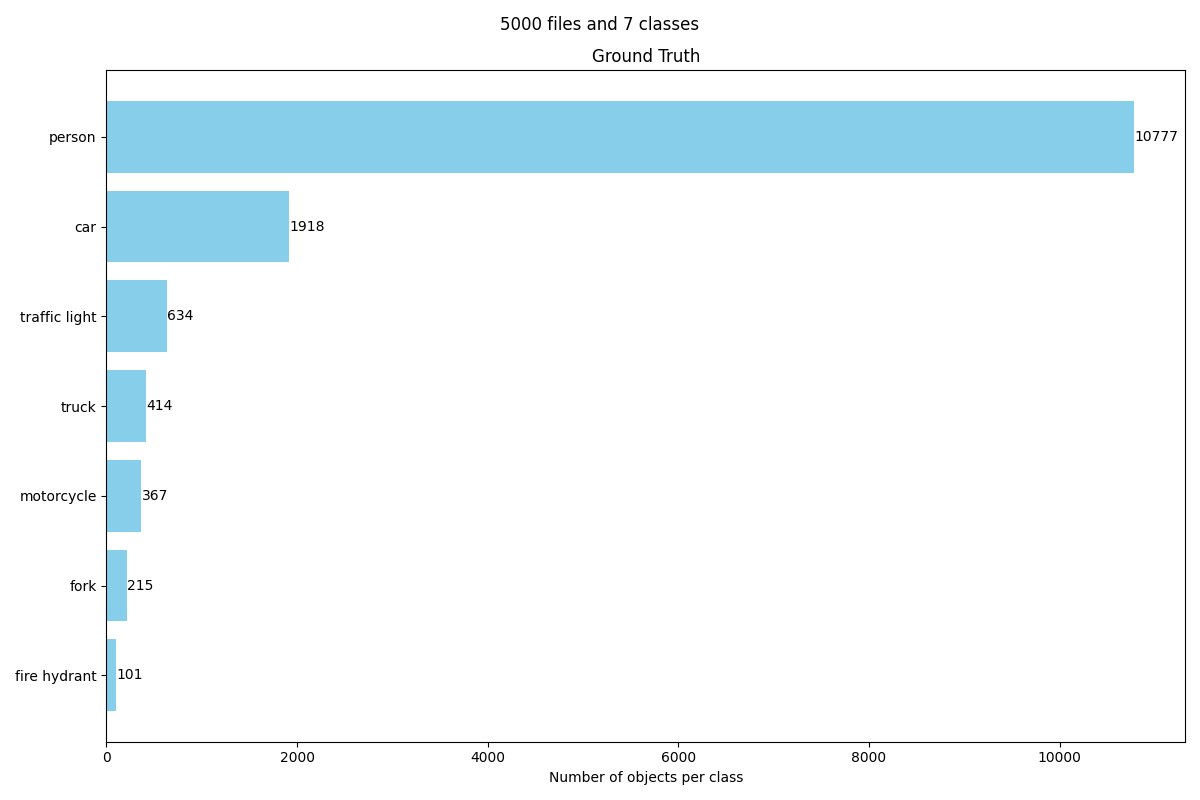 5000 files and 7 classes
Ground Truth
person 10777
car 1918
traffic light 634
truck 414
motorcycle 367
fork 215
fire hydrant 101
0 2000 4000 6000 8000 10000
Number of objects per class